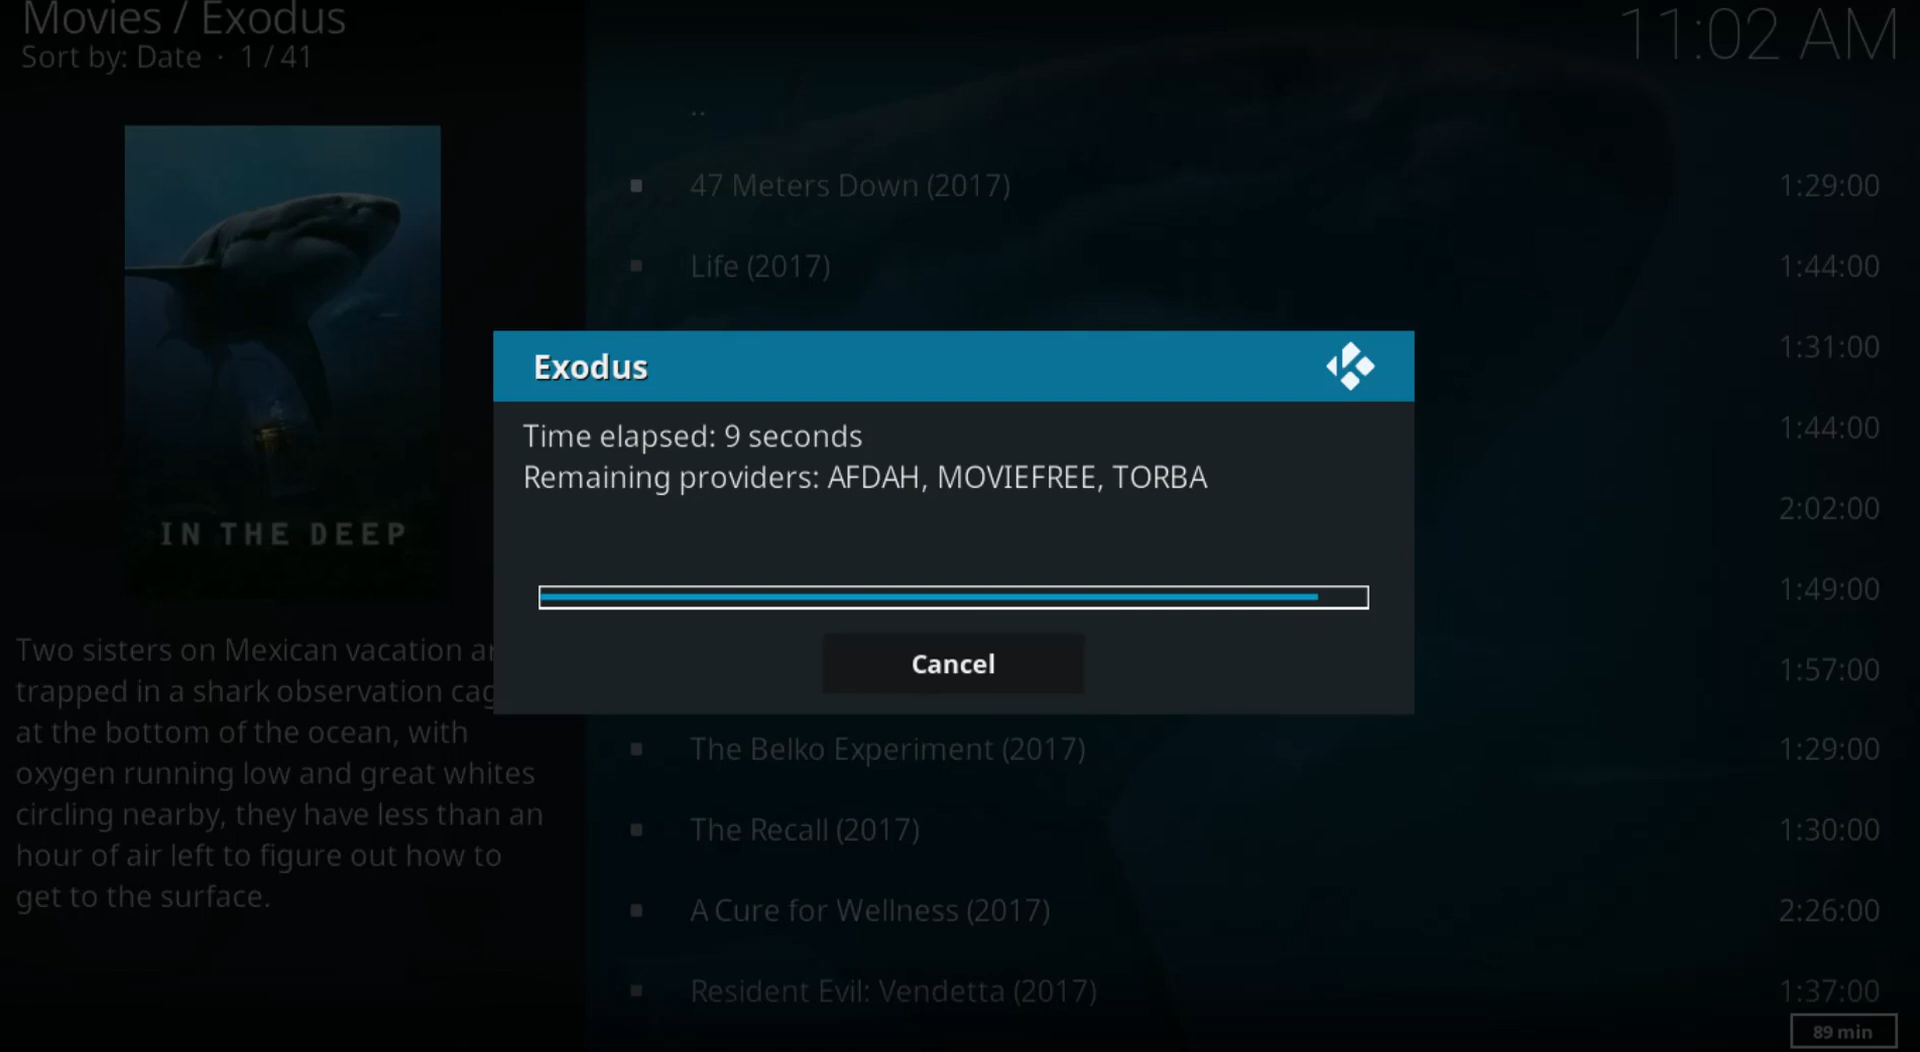 Movies / Exodus
Sort by: Date · 1 / 41
11:02 AM
IN THE DEEP
Two sisters on Mexican vacation ar
trapped in a shark observation cag
at the bottom of the ocean, with
oxygen running low and great whites
circling nearby, they have less than an
hour of air left to figure out how to
get to the surface.
..
47 Meters Down (2017) 1:29:00
Life (2017) 1:44:00
1:31:00
1:44:00
2:02:00
1:49:00
1:57:00
Exodus
Time elapsed: 9 seconds
Remaining providers: AFDAH, MOVIEFREE, TORBA
Cancel
The Belko Experiment (2017) 1:29:00
The Recall (2017) 1:30:00
A Cure for Wellness (2017) 2:26:00
Resident Evil: Vendetta (2017) 1:37:00
89 min